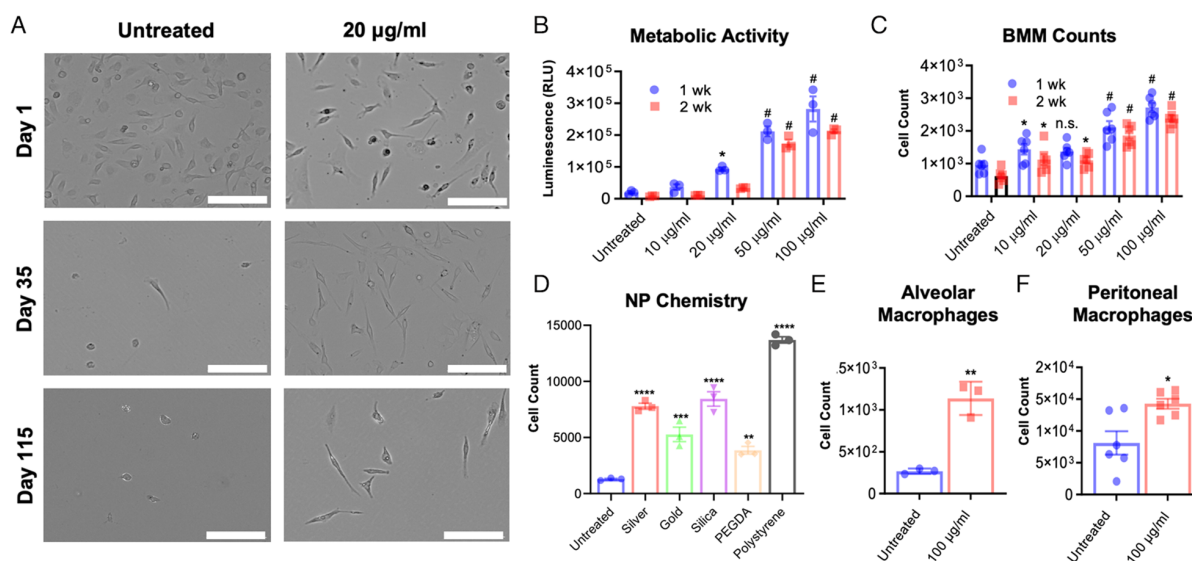 A
Untreated
20 µg/ml
Day 1
Day 35
Day 115
B
Metabolic Activity
Luminescence (RLU)
4×10⁵
3×10⁵
2×10⁵
1×10⁵
0
1 wk
2 wk
#
#
#
#
*
Untreated
10 µg/ml
20 µg/ml
50 µg/ml
100 µg/ml
C
BMM Counts
Cell Count
4×10³
3×10³
2×10³
1×10³
0
1 wk
2 wk
*
*
n.s.
*
#
#
#
#
Untreated
10 µg/ml
20 µg/ml
50 µg/ml
100 µg/ml
D
NP Chemistry
Cell Count
15000
10000
5000
0
****
***
****
**
****
Untreated
Silver
Gold
Silica
PEGDA
Polystyrene
E
Alveolar
Macrophages
Cell Count
5×10³
1×10³
5×10²
0
**
Untreated
100 µg/ml
F
Peritoneal
Macrophages
Cell Count
2×10⁴
5×10⁴
1×10⁴
5×10³
0
*
Untreated
100 µg/ml